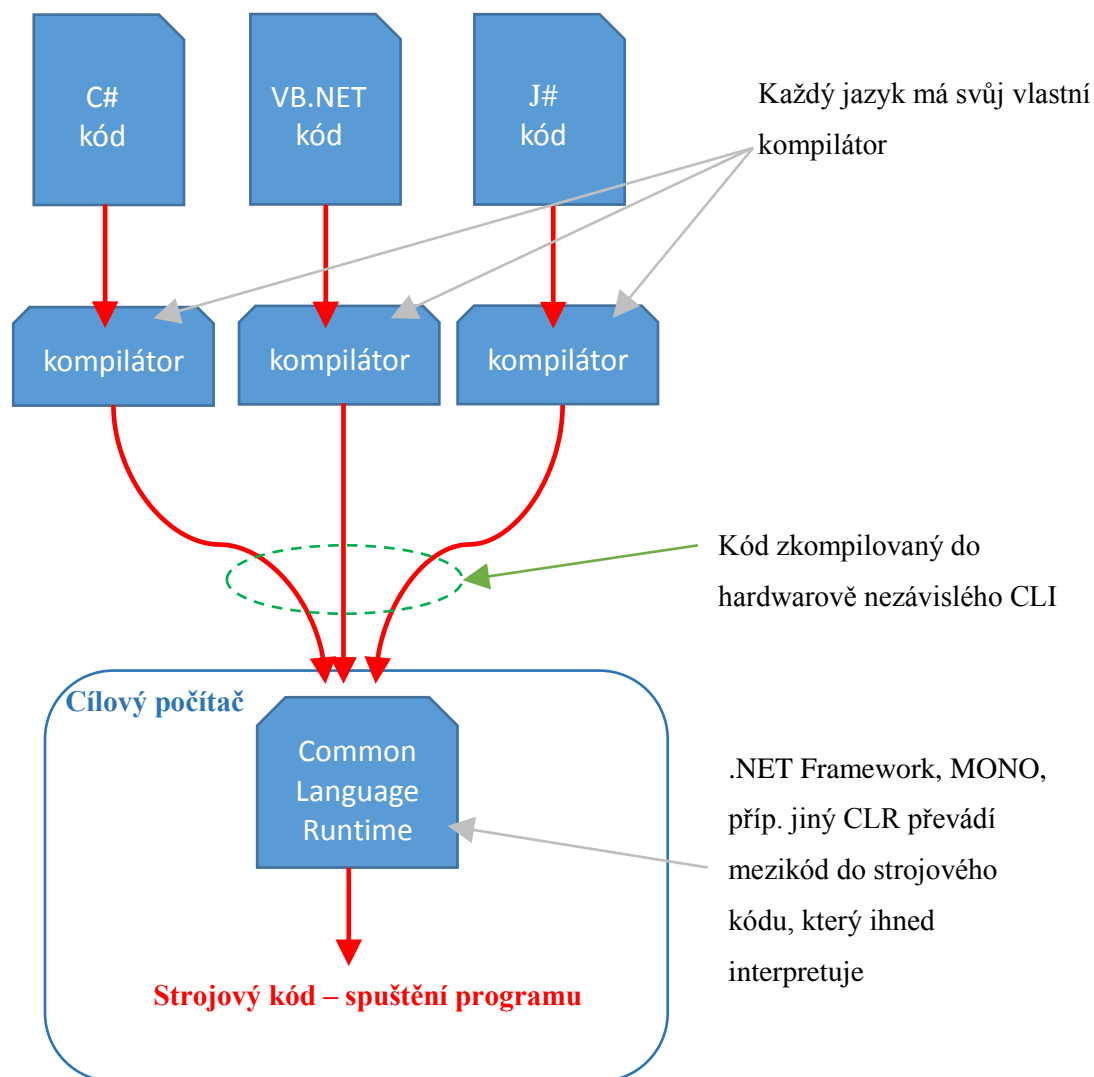 C#
kód
VB.NET
kód
J#
kód
Každý jazyk má svůj vlastní
kompilátor
kompilátor
kompilátor
kompilátor
Kód zkompilovaný do
hardwarově nezávislého CLI
Cílový počítač
Common
Language
Runtime
.NET Framework, MONO,
příp. jiný CLR převádí
mezikód do strojového
kódu, který ihned
interpretuje
Strojový kód – spuštění programu